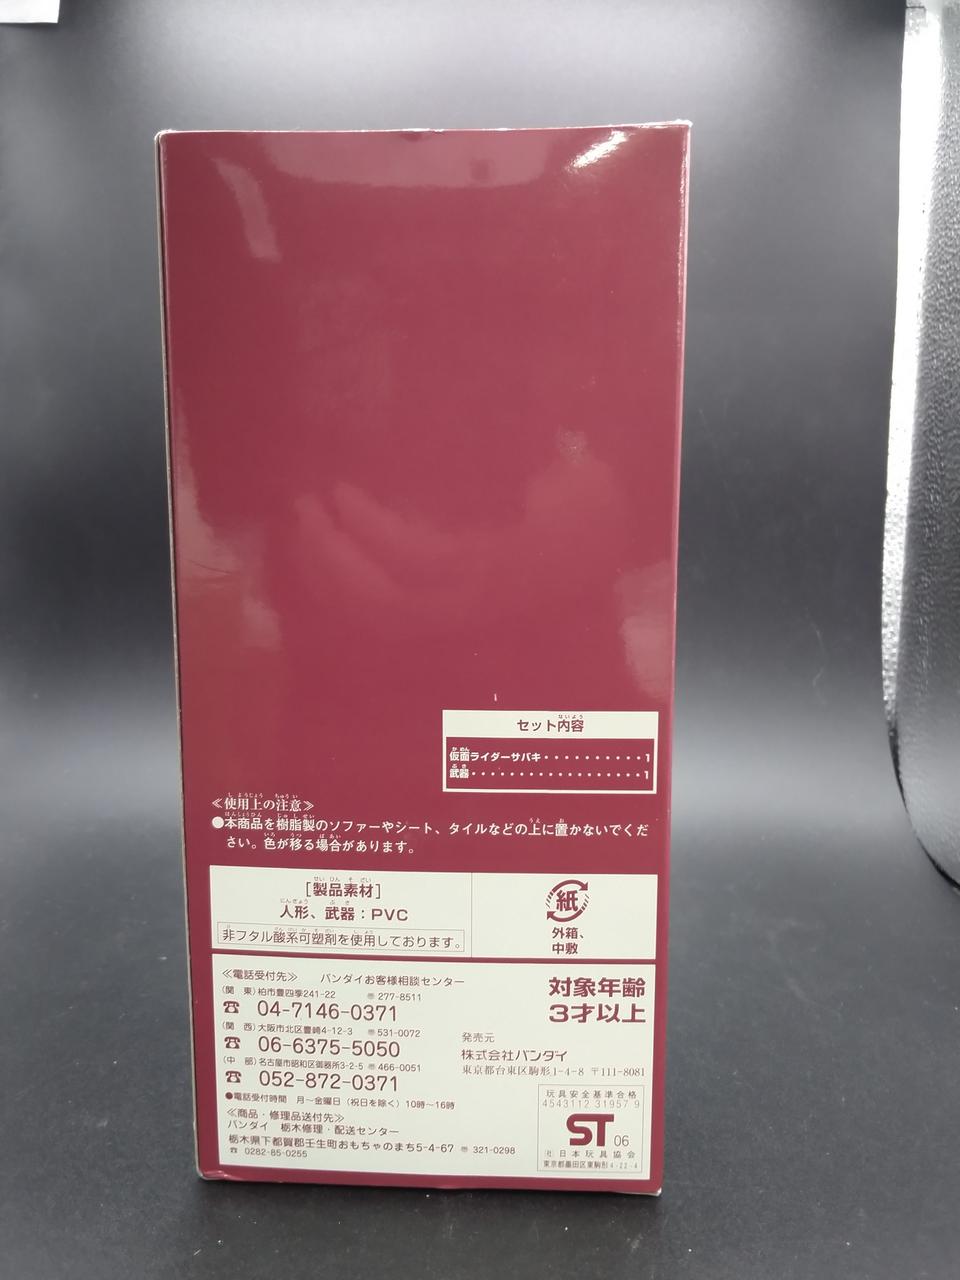 セット内容
仮面ライダーサバキ・・・・・・・・・・1
武器・・・・・・・・・・・・・・・・・1
≪使用上の注意≫
●本商品を樹脂製のソファーやシート、タイルなどの上に置かないでくだ
さい。色が移る場合があります。
[製品素材]
人形、武器：PVC
非フタル酸系可塑剤を使用しております。
紙
外箱、
中敷
≪電話受付先≫ バンダイお客様相談センター
(関 東)柏市豊四季241-22 〠277-8511
☎ 04-7146-0371
(関 西)大阪市北区豊崎4-12-3 〠531-0072
☎ 06-6375-5050
(中 部)名古屋市昭和区御器所3-2-5 〠466-0051
☎ 052-872-0371
●電話受付時間 月～金曜日(祝日を除く)10時～16時
≪商品・修理品送付先≫
バンダイ 栃木修理・配送センター
栃木県下都賀郡壬生町おもちゃのまち5-4-67 〠321-0298
☎ 0282-85-0255
対象年齢
3才以上
発売元
株式会社バンダイ
東京都台東区駒形1-4-8 〒111-8081
玩具安全基準合格
4543112 31957 9
ST 06
(社)日本玩具協会
東京都墨田区東駒形4-22-4